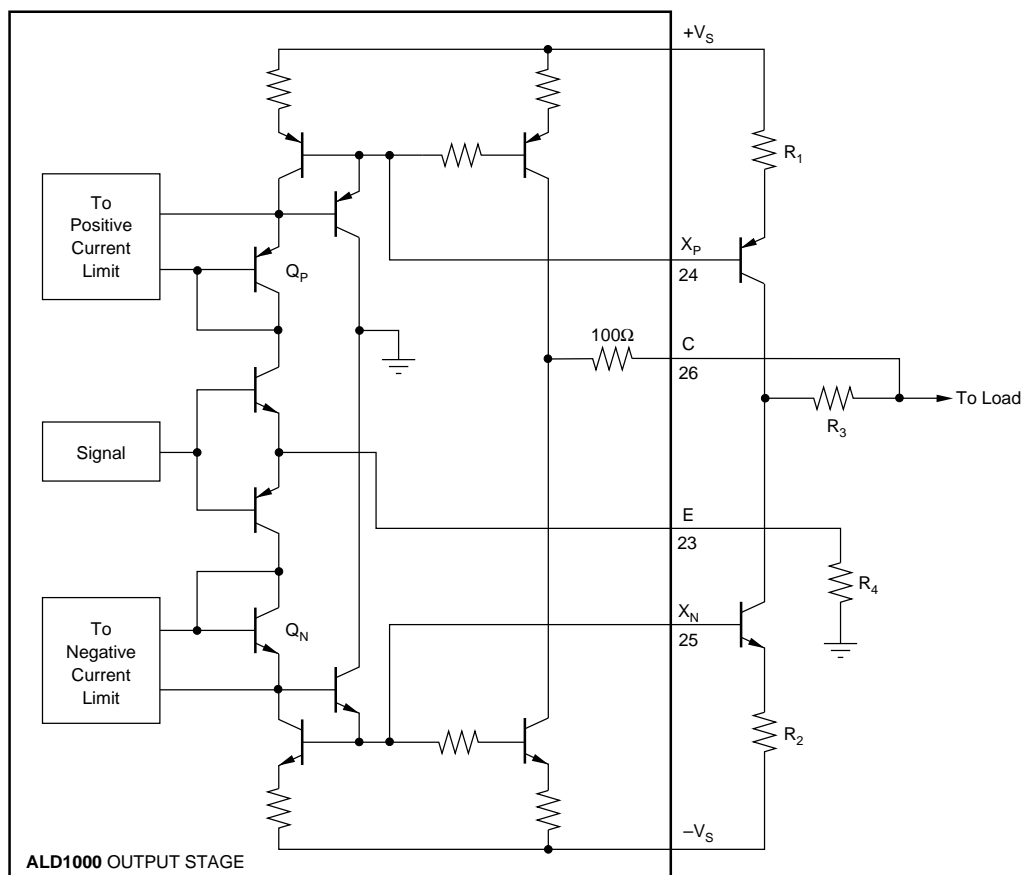 +VS
R1
To
Positive
Current
Limit
QP
XP
24
100Ω
C
26
R3
To Load
Signal
E
23
R4
XN
25
To
Negative
Current
Limit
QN
R2
–VS
ALD1000 OUTPUT STAGE